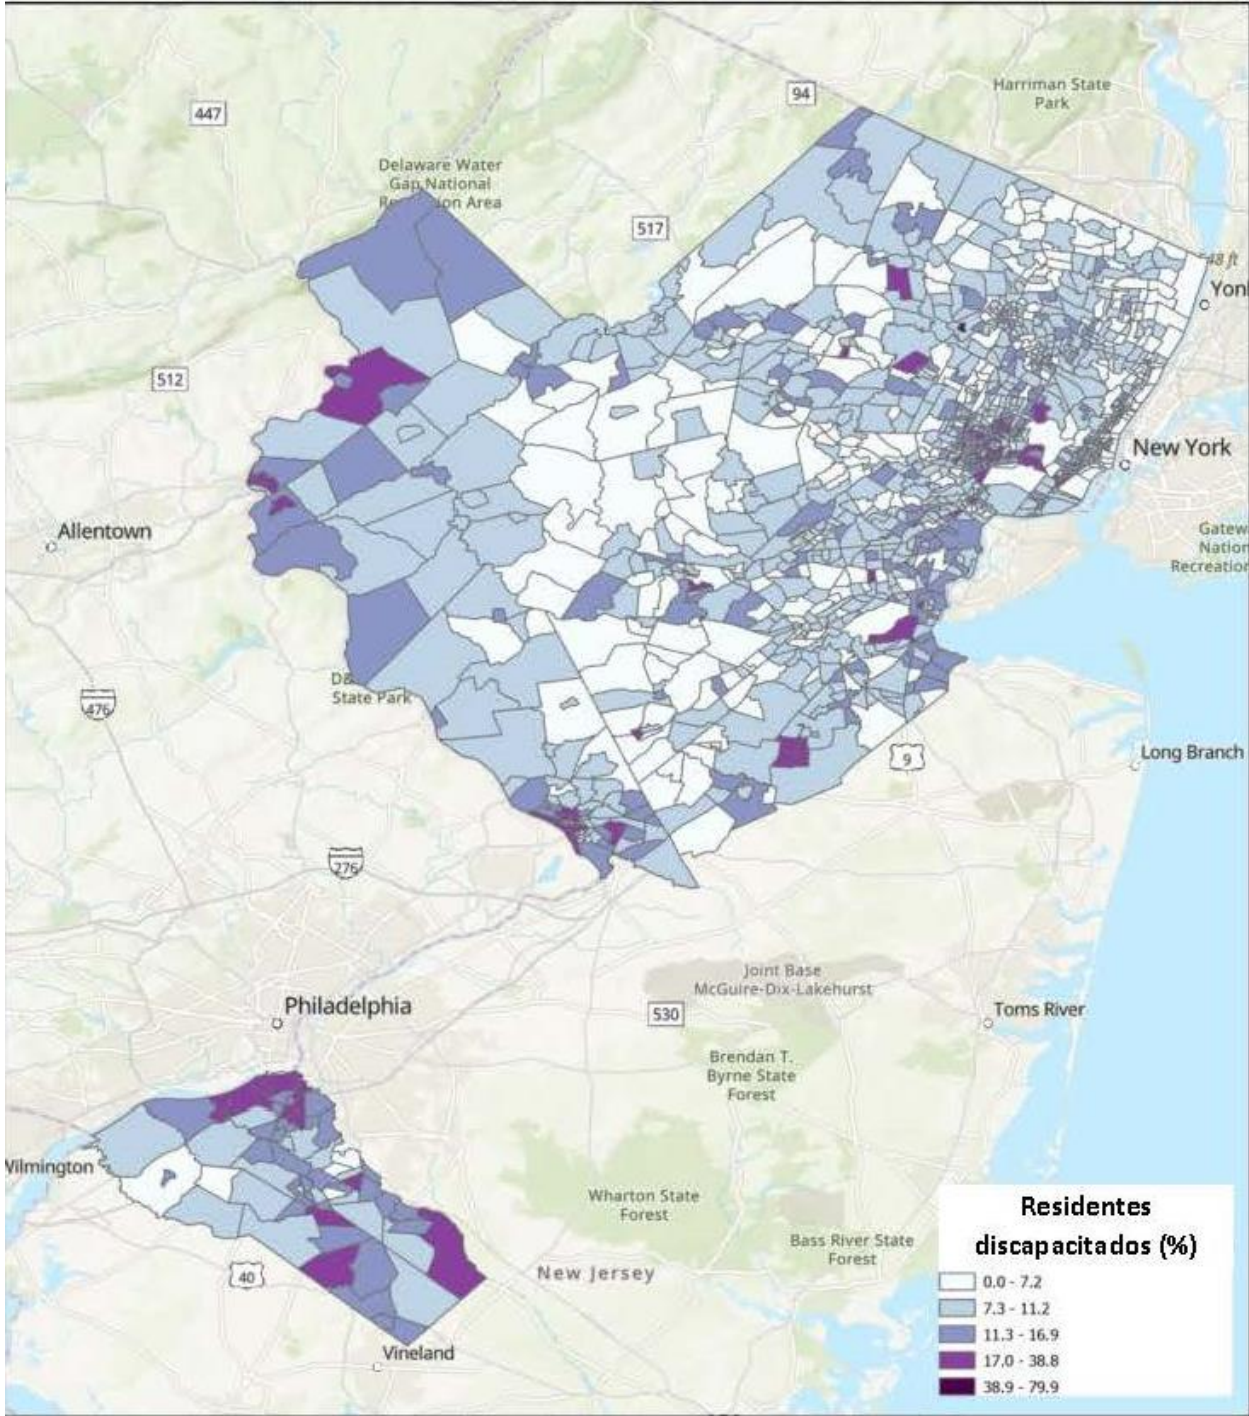 94
Harriman State
Park
447
Delaware Water
Gap National
Area
517
48 ft
512
New York
Allentown
Gatew
Nation
Recreation
D&
State Park
476
9
Long Branch
276
Joint Base
McGuire-Dix-Lakehurst
Philadelphia
530
Toms River
Brendan T.
Byrne State
Forest
Wilmington
Wharton State
Forest
Bass River State
Forest
40
New Jersey
Vineland
Residentes
discapacitados (%)
0.0 - 7.2
7.3 - 11.2
11.3 - 16.9
17.0 - 38.8
38.9 - 79.9